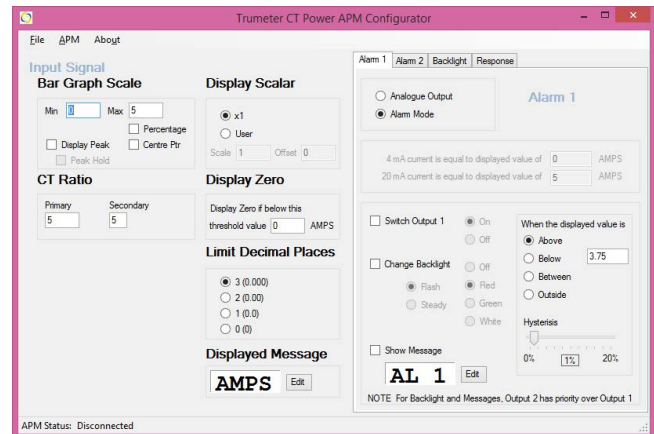 Trumeter CT Power APM Configurator
File APM About
Input Signal
Bar Graph Scale
Min 0 Max 5
Percentage
Display Peak Centre Ptr
Peak Hold
CT Ratio
Primary Secondary
5 5
Display Scalar
x1
User
Scale 1 Offset 0
Display Zero
Display Zero if below this
threshold value 0 AMPS
Limit Decimal Places
3 (0.000)
2 (0.00)
1 (0.0)
0 (0)
Displayed Message
AMPS Edit
Alarm 1 Alarm 2 Backlight Response
Analogue Output
Alarm Mode
Alarm 1
4 mA current is equal to displayed value of 0 AMPS
20 mA current is equal to displayed value of 5 AMPS
Switch Output 1 On
Off
Change Backlight Off
Flash Red
Steady Green
White
Show Message
AL 1 Edit
When the displayed value is
Above
Below 3.75
Between
Outside
Hysterisis
0% 1% 20%
NOTE For Backlight and Messages, Output 2 has priority over Output 1
APM Status: Disconnected